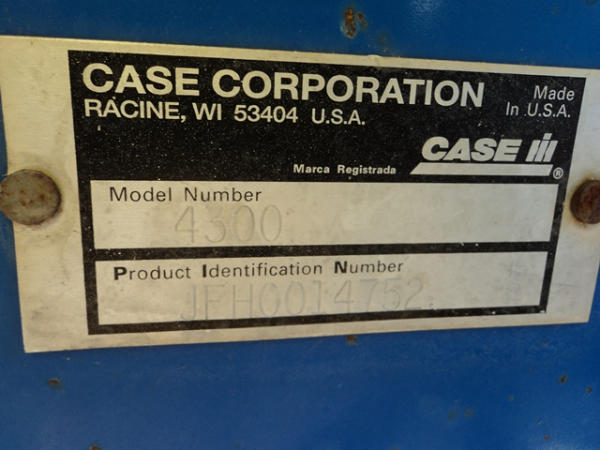 CASE CORPORATION
RACINE, WI 53404 U.S.A.
Made
In U.S.A.
Marca Registrada
CASE IH ®
Model Number
4300
Product Identification Number
JFH0014752